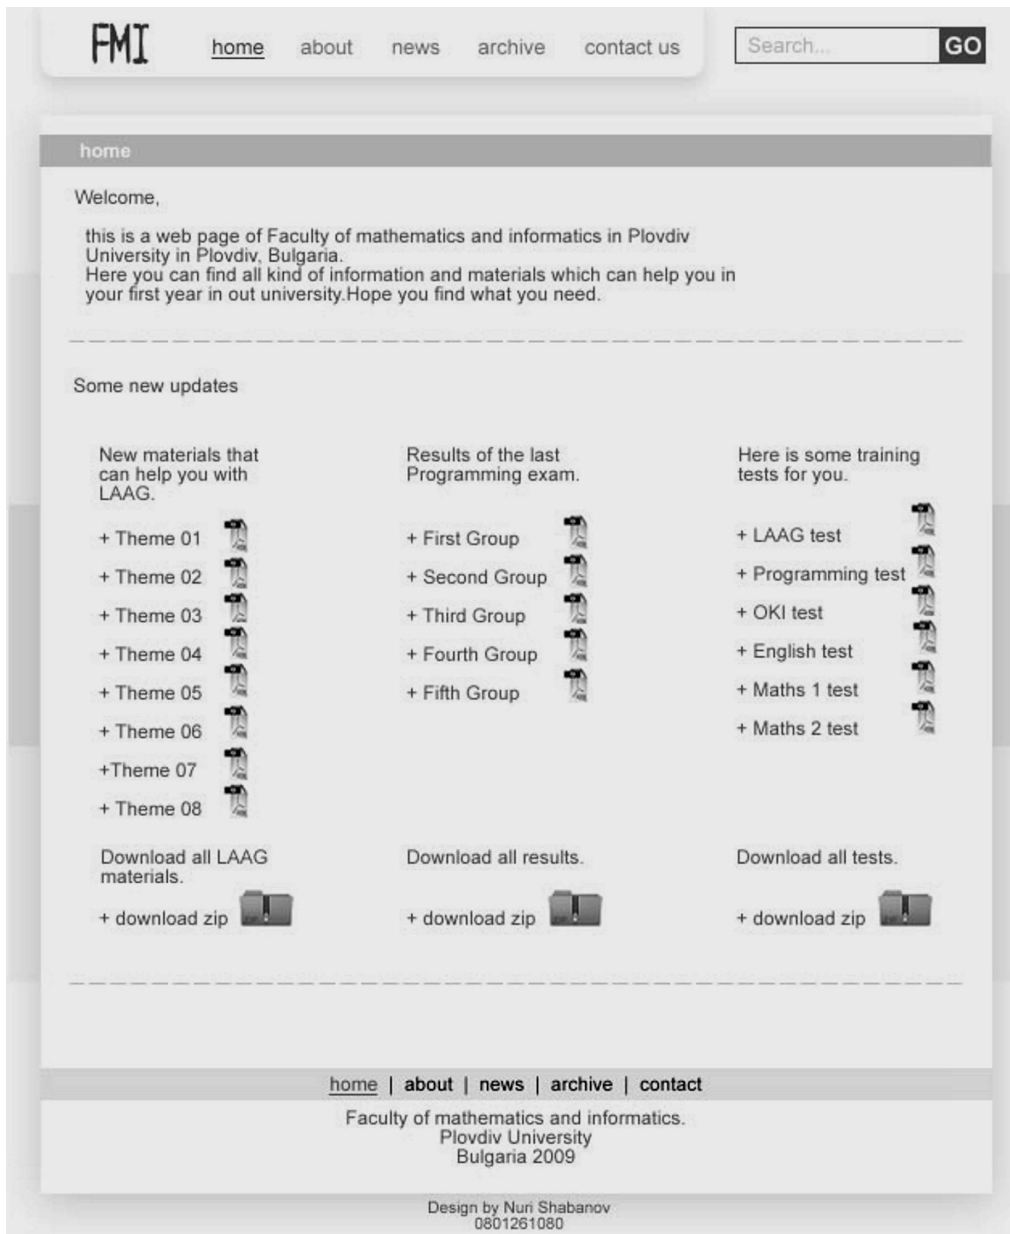 FMI
home about news archive contact us
Search... GO
home
Welcome,
this is a web page of Faculty of mathematics and informatics in Plovdiv
University in Plovdiv, Bulgaria.
Here you can find all kind of information and materials which can help you in
your first year in out university.Hope you find what you need.
Some new updates
New materials that
can help you with
LAAG.
+ Theme 01
+ Theme 02
+ Theme 03
+ Theme 04
+ Theme 05
+ Theme 06
+Theme 07
+ Theme 08
Download all LAAG
materials.
+ download zip
Results of the last
Programming exam.
+ First Group
+ Second Group
+ Third Group
+ Fourth Group
+ Fifth Group
Download all results.
+ download zip
Here is some training
tests for you.
+ LAAG test
+ Programming test
+ OKI test
+ English test
+ Maths 1 test
+ Maths 2 test
Download all tests.
+ download zip
home | about | news | archive | contact
Faculty of mathematics and informatics.
Plovdiv University
Bulgaria 2009
Design by Nuri Shabanov
0801261080